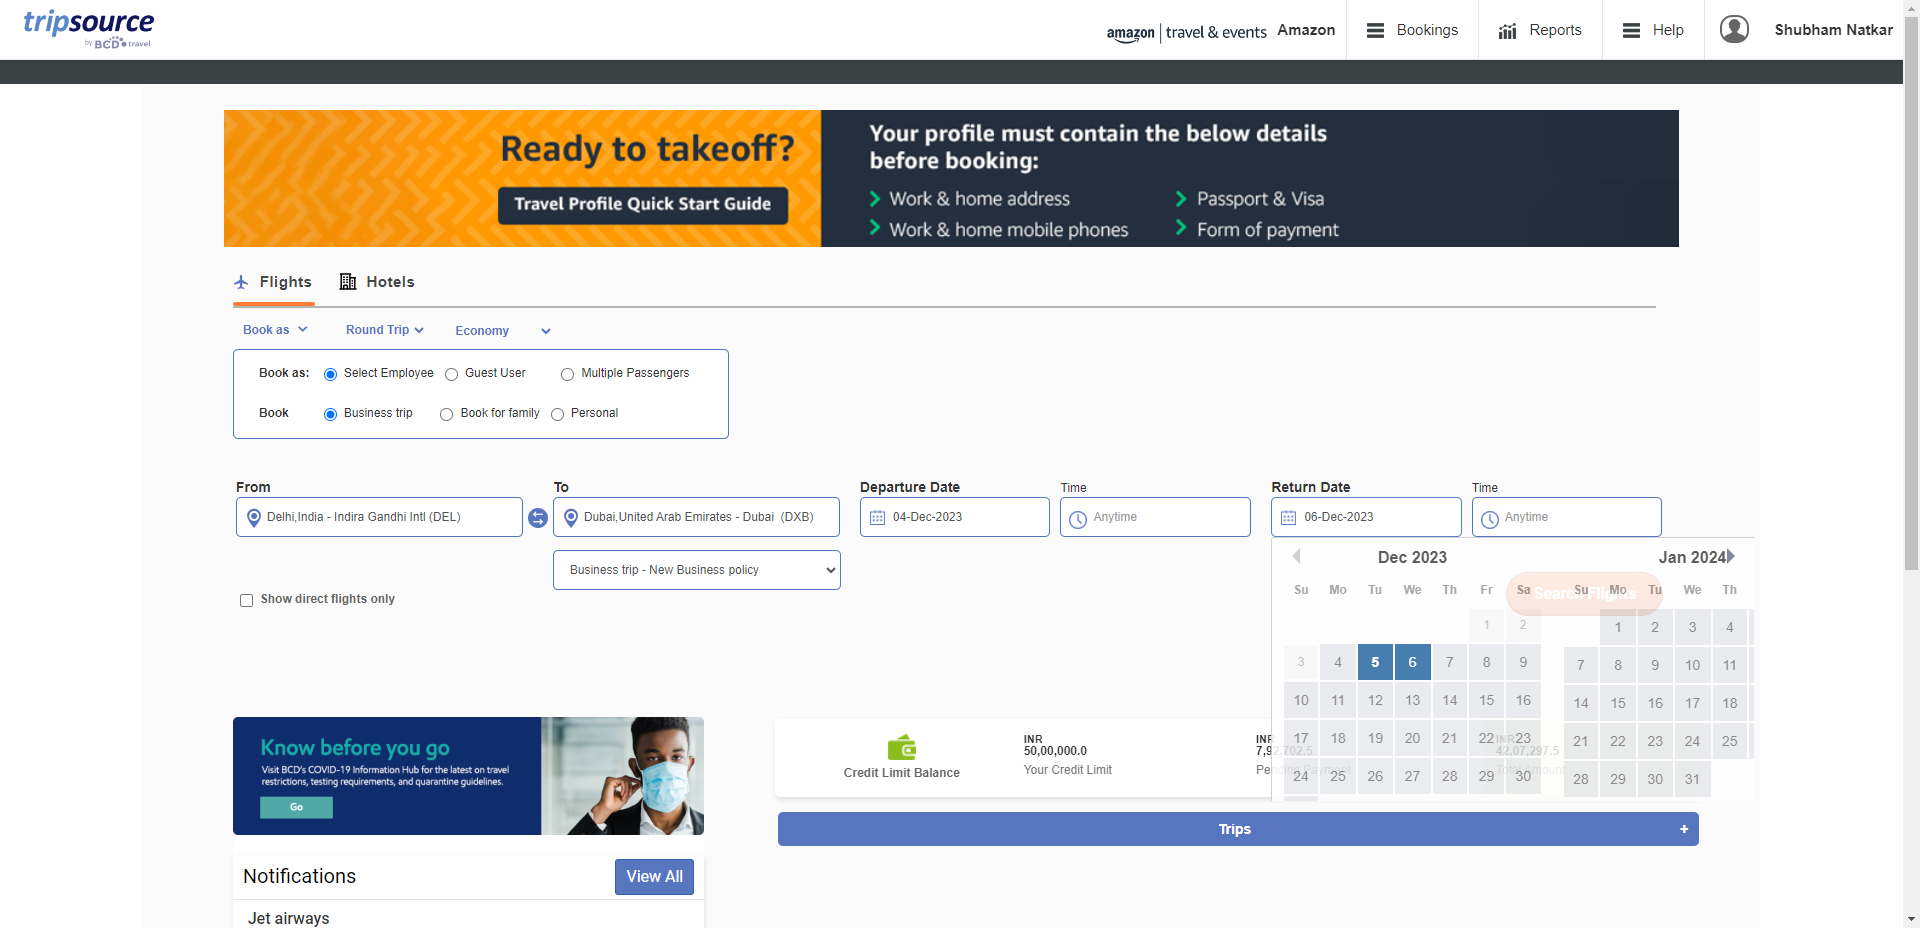 tripsource
by BCD travel
amazon | travel & events Amazon
Bookings
Reports
Help
Shubham Natkar
Ready to takeoff?
Travel Profile Quick Start Guide
Your profile must contain the below details
before booking:
Work & home address
Passport & Visa
Work & home mobile phones
Form of payment
Flights
Hotels
Book as
Round Trip
Economy
Book as: Select Employee Guest User Multiple Passengers
Book Business trip Book for family Personal
From
To
Departure Date
Time
Return Date
Time
Delhi,India - Indira Gandhi Intl (DEL)
Dubai,United Arab Emirates - Dubai (DXB)
04-Dec-2023
Anytime
06-Dec-2023
Anytime
Business trip - New Business policy
Show direct flights only
Dec 2023
Su Mo Tu We Th Fr Sa
1 2
3 4 5 6 7 8 9
10 11 12 13 14 15 16
17 18 19 20 21 22 23
24 25 26 27 28 29 30
Jan 2024
Su Mo Tu We Th
1 2 3 4
7 8 9 10 11
14 15 16 17 18
21 22 23 24 25
28 29 30 31
Search Flights
Know before you go
Visit BCD's COVID-19 Information Hub for the latest on travel
restrictions, testing requirements, and quarantine guidelines.
Go
Credit Limit Balance
INR
50,00,000.0
Your Credit Limit
INR
7,92,702.5
Pending Payment
INR
42,07,297.5
Total Amount
Trips +
Notifications
View All
Jet airways